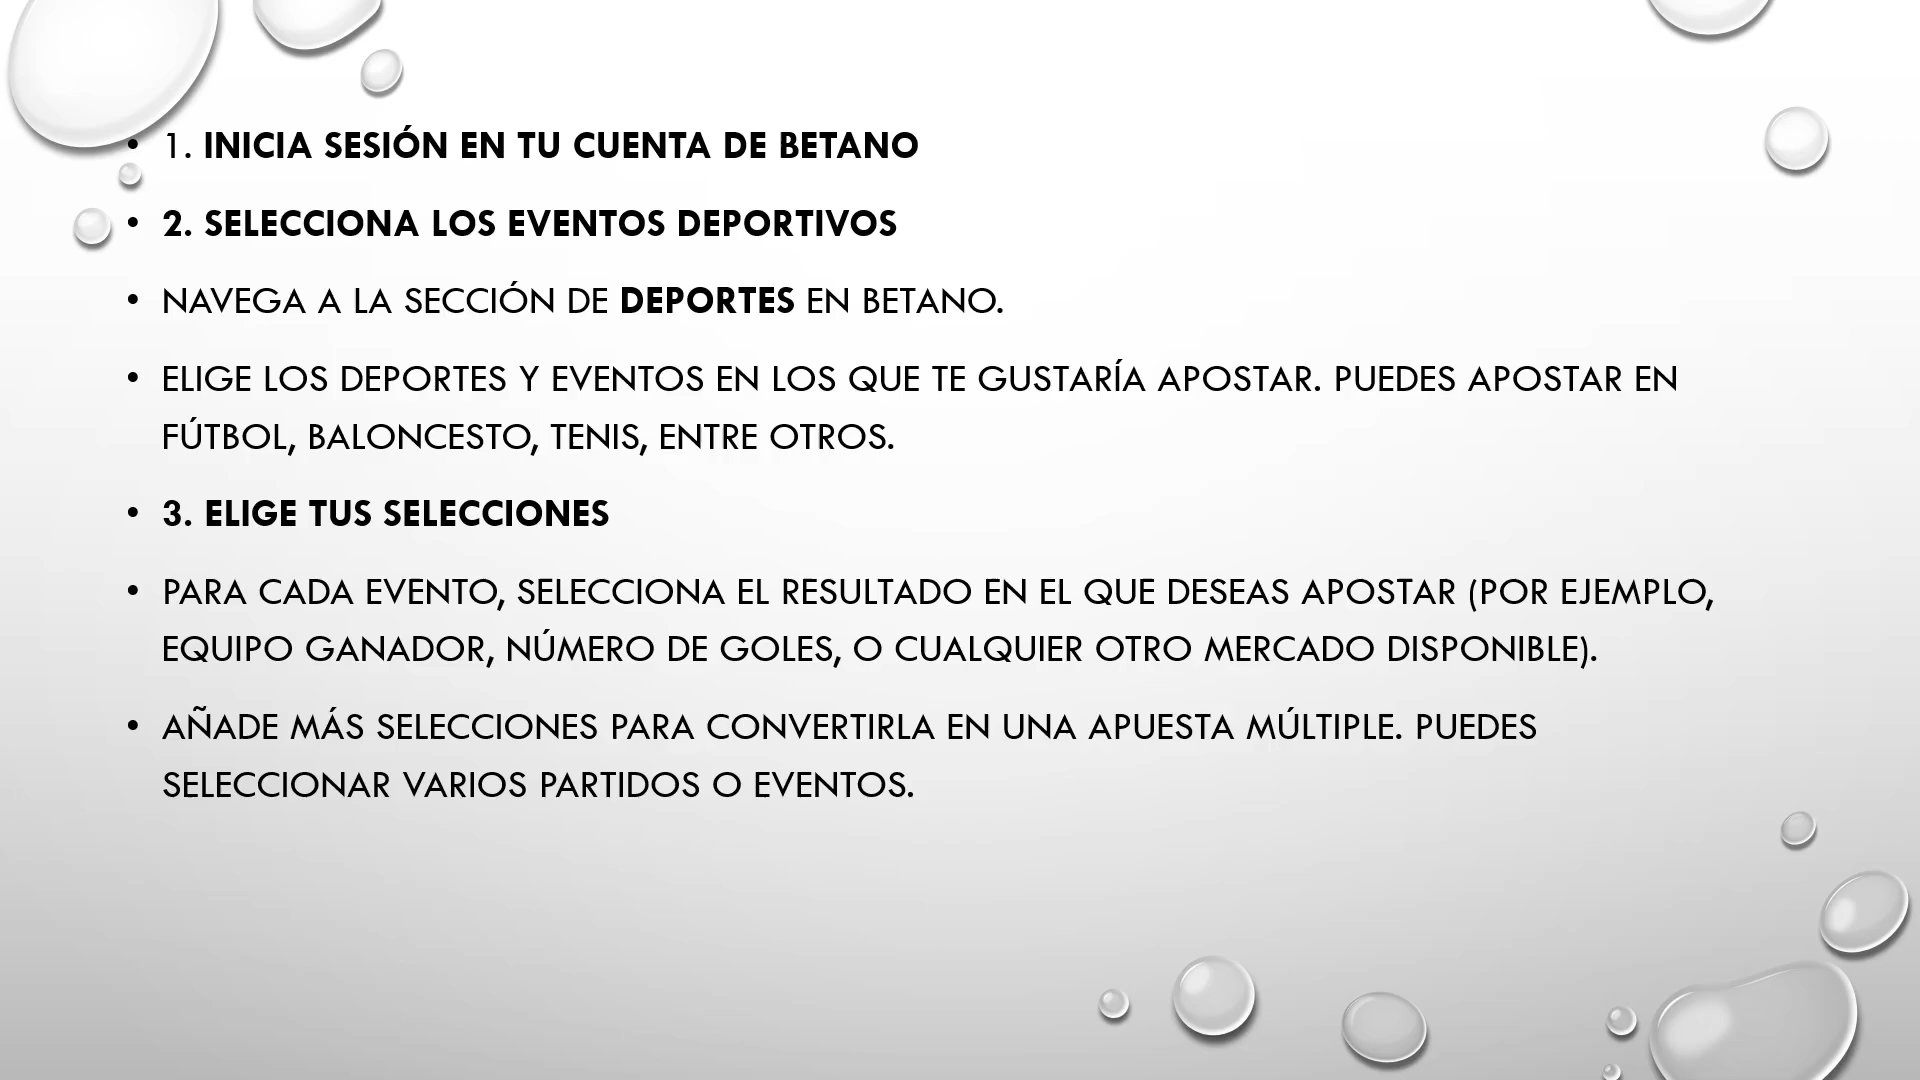 • 1. INICIA SESIÓN EN TU CUENTA DE BETANO
• 2. SELECCIONA LOS EVENTOS DEPORTIVOS
• NAVEGA A LA SECCIÓN DE DEPORTES EN BETANO.
• ELIGE LOS DEPORTES Y EVENTOS EN LOS QUE TE GUSTARÍA APOSTAR. PUEDES APOSTAR EN
FÚTBOL, BALONCESTO, TENIS, ENTRE OTROS.
• 3. ELIGE TUS SELECCIONES
• PARA CADA EVENTO, SELECCIONA EL RESULTADO EN EL QUE DESEAS APOSTAR (POR EJEMPLO,
EQUIPO GANADOR, NÚMERO DE GOLES, O CUALQUIER OTRO MERCADO DISPONIBLE).
• AÑADE MÁS SELECCIONES PARA CONVERTIRLA EN UNA APUESTA MÚLTIPLE. PUEDES
SELECCIONAR VARIOS PARTIDOS O EVENTOS.